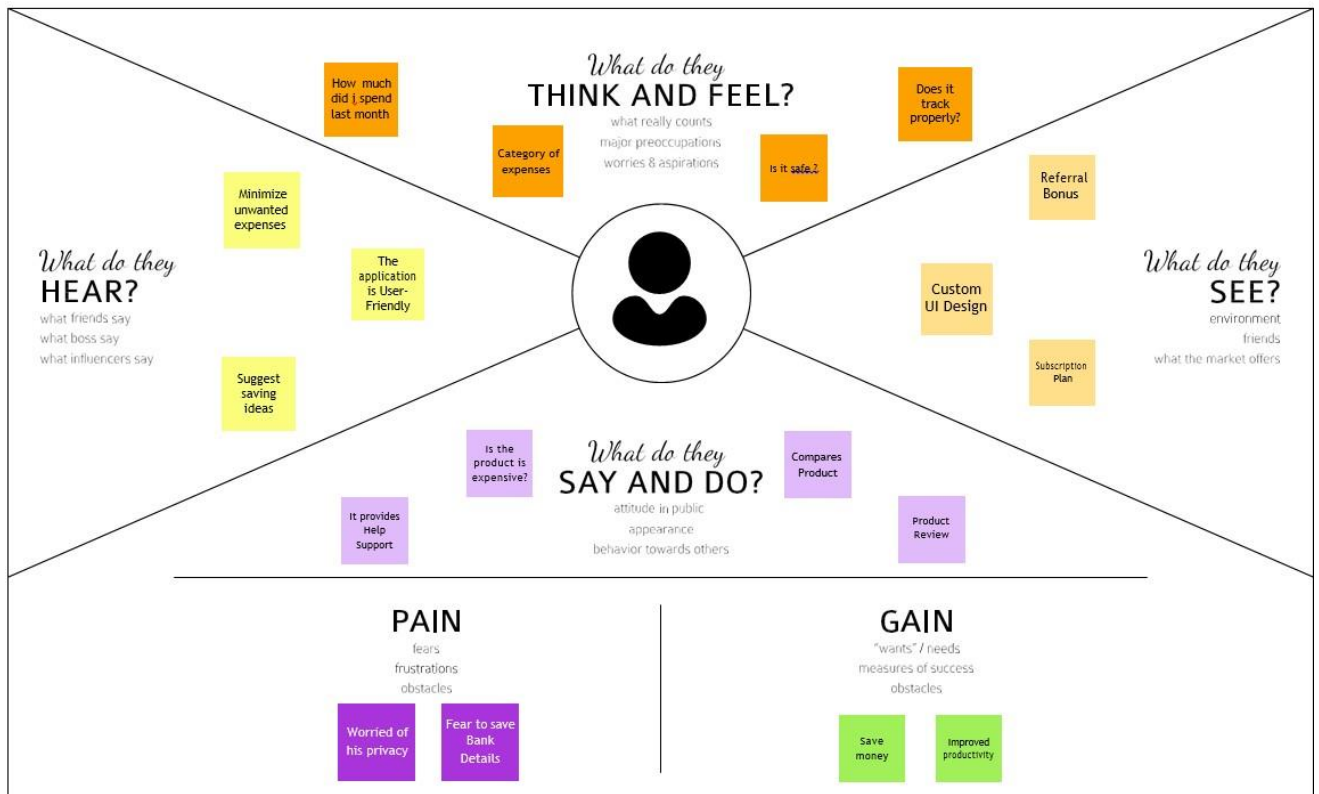 What do they
THINK AND FEEL?
what really counts
major preoccupations
worries & aspirations
How much
did i spend
last month
Category of
expenses
Is it safe.?
Does it
track
properly?
What do they
HEAR?
what friends say
what boss say
what influencers say
Minimize
unwanted
expenses
The
application
is User-
Friendly
Suggest
saving
ideas
What do they
SEE?
environment
friends
what the market offers
Referral
Bonus
Custom
UI Design
Subscription
Plan
What do they
SAY AND DO?
attitude in public
appearance
behavior towards others
Is the
product is
expensive?
It provides
Help
Support
Compares
Product
Product
Review
PAIN
fears
frustrations
obstacles
Worried of
his privacy
Fear to save
Bank
Details
GAIN
"wants" / needs
measures of success
obstacles
Save
money
Improved
productivity